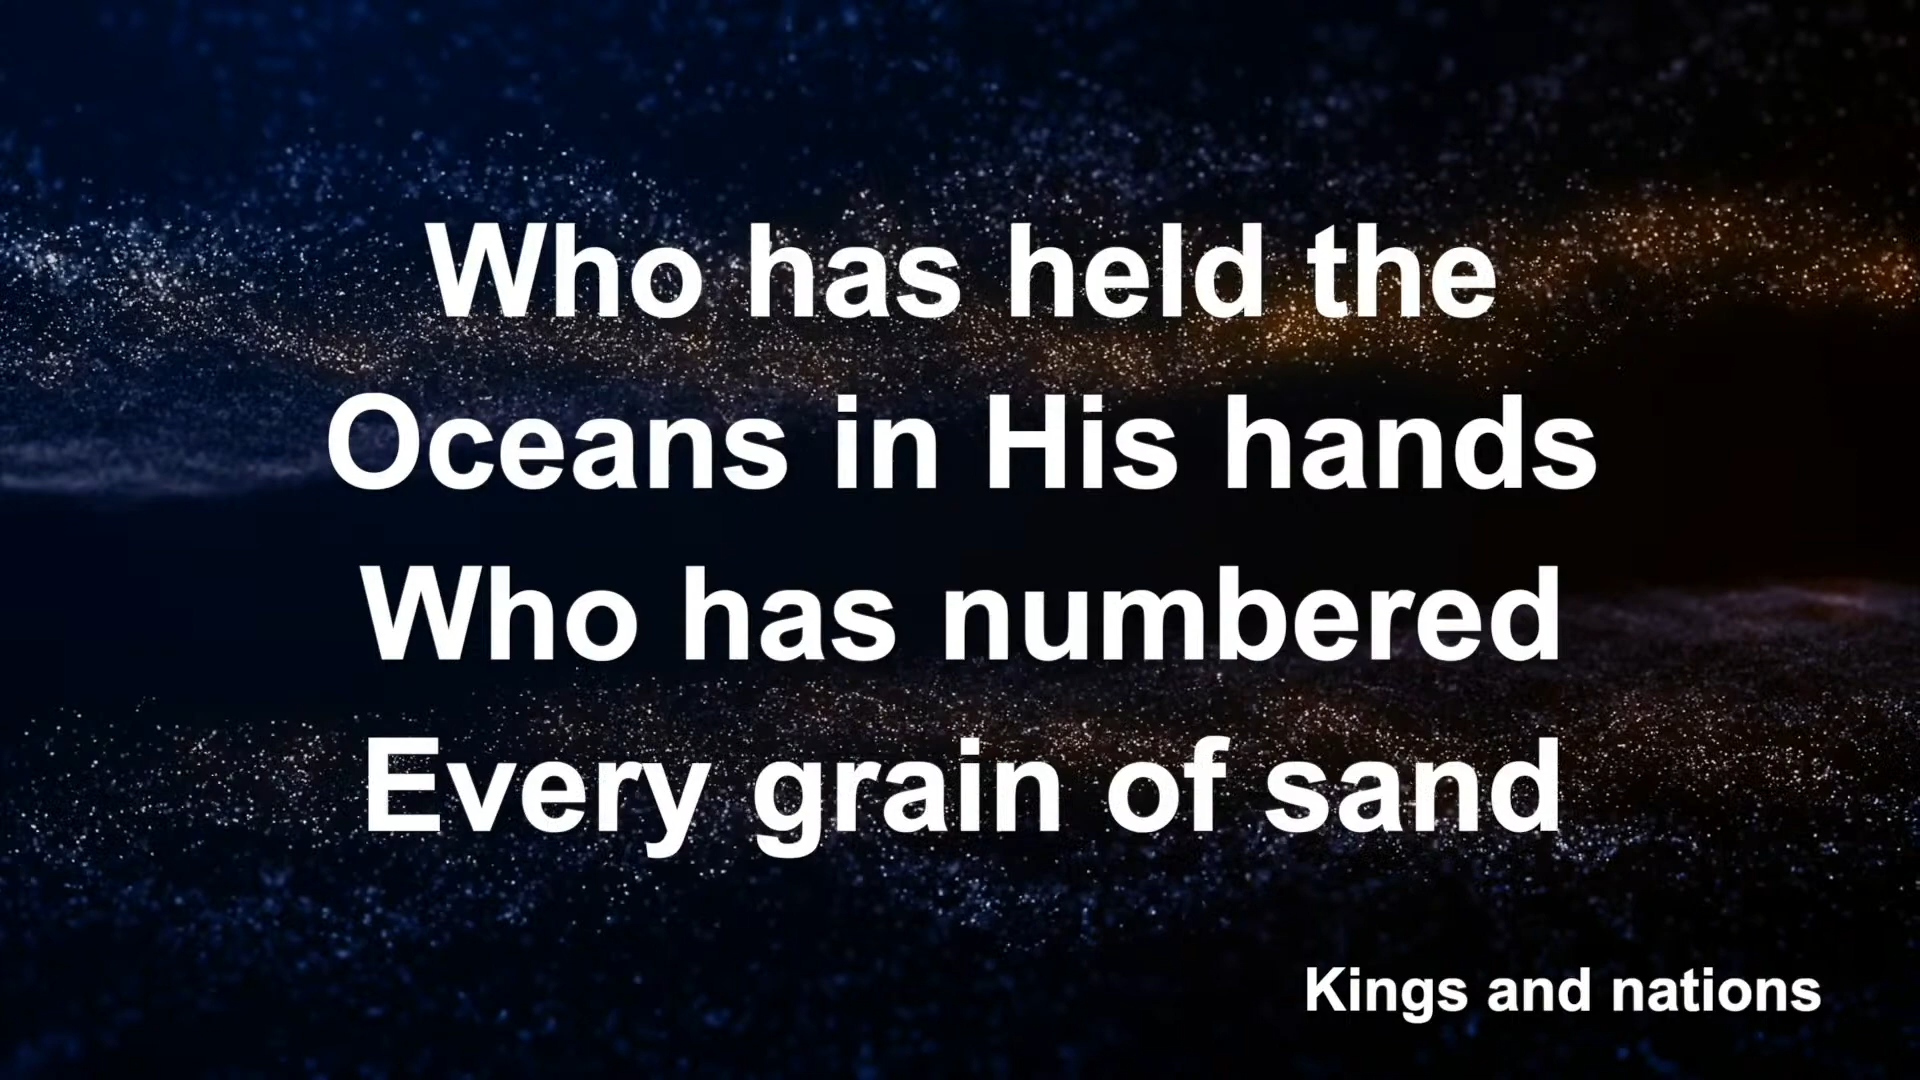 Who has held the
Oceans in His hands
Who has numbered
Every grain of sand
Kings and nations